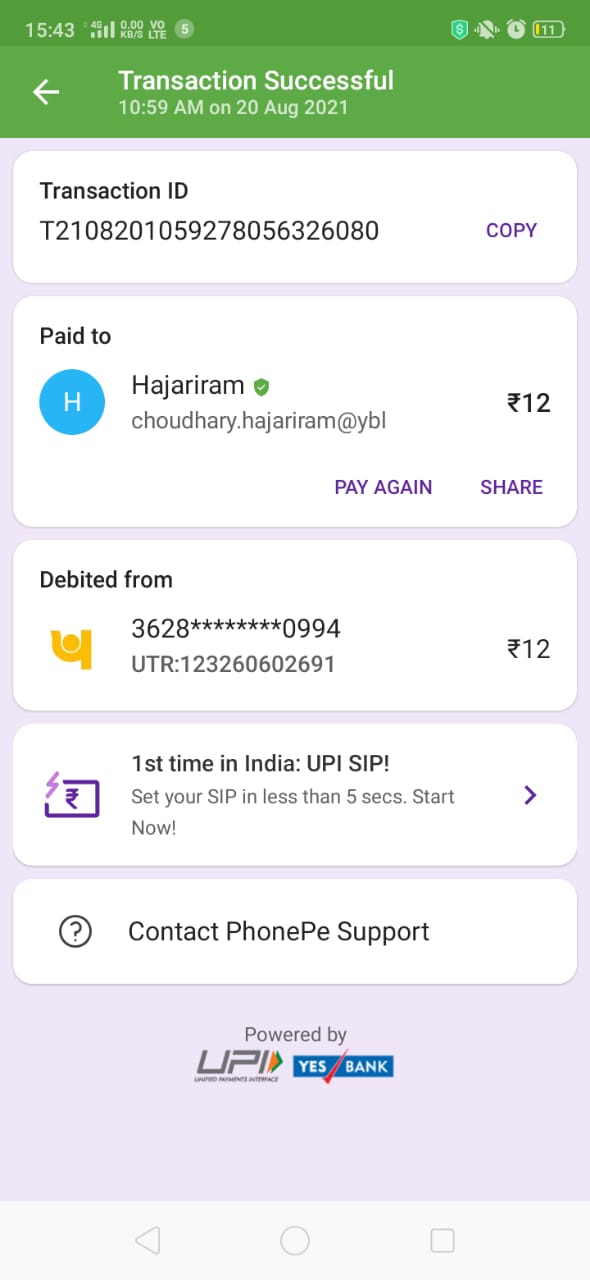 15:43 4G 0.00 KB/S VO LTE 5 11
Transaction Successful
10:59 AM on 20 Aug 2021
Transaction ID
T2108201059278056326080 COPY
Paid to
H Hajariram ₹12
choudhary.hajariram@ybl
PAY AGAIN SHARE
Debited from
3628********0994 ₹12
UTR:123260602691
1st time in India: UPI SIP!
Set your SIP in less than 5 secs. Start
Now!
Contact PhonePe Support
Powered by
UPI YES BANK
UNIFIED PAYMENTS INTERFACE